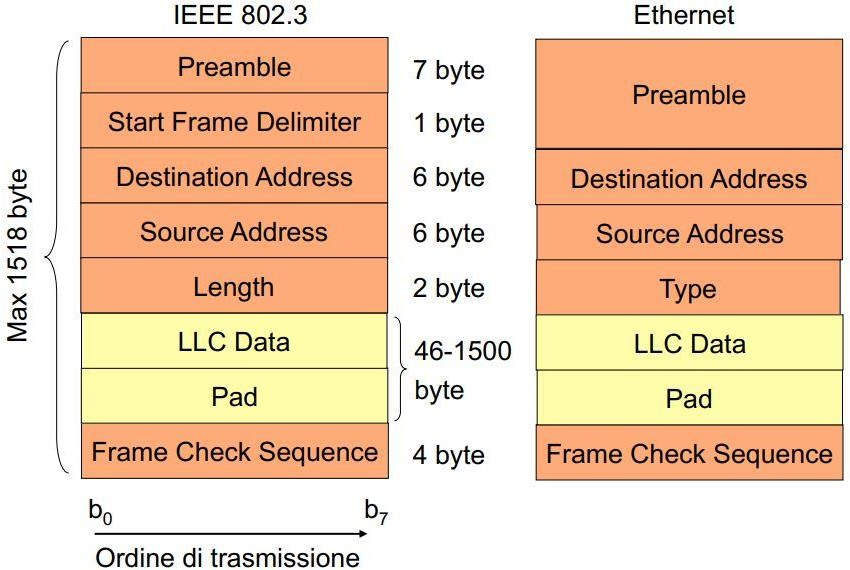 IEEE 802.3
Ethernet
Max 1518 byte
Preamble
7 byte
Start Frame Delimiter
1 byte
Destination Address
6 byte
Source Address
6 byte
Length
2 byte
LLC Data
Pad
46-1500
byte
Frame Check Sequence
4 byte
Preamble
Destination Address
Source Address
Type
LLC Data
Pad
Frame Check Sequence
b0
b7
Ordine di trasmissione